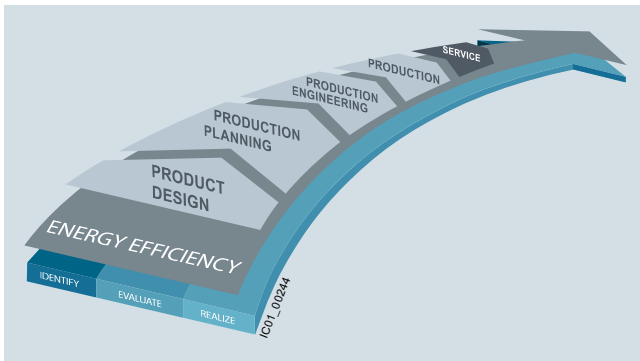 SERVICE
PRODUCTION
PRODUCTION
ENGINEERING
PRODUCTION
PLANNING
PRODUCT
DESIGN
ENERGY EFFICIENCY
IDENTIFY
EVALUATE
REALIZE
IC01_00244